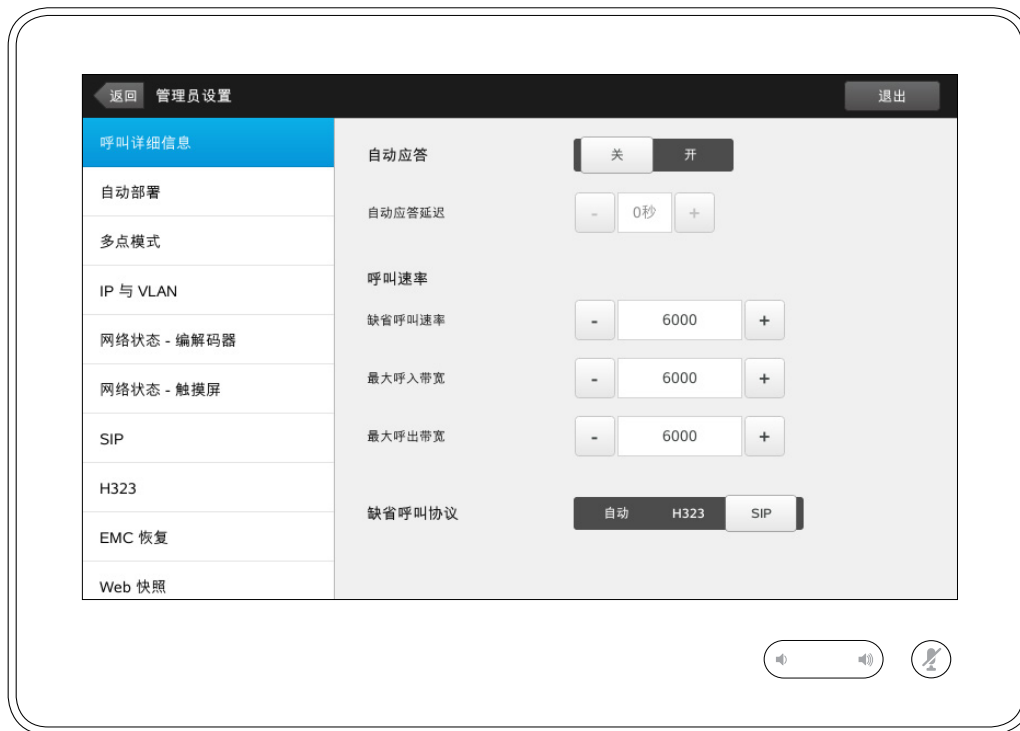 返回 管理员设置 退出
呼叫详细信息
自动部署
多点模式
IP 与 VLAN
网络状态 - 编解码器
网络状态 - 触摸屏
SIP
H323
EMC 恢复
Web 快照
自动应答 关 开
自动应答延迟 - 0秒 +
呼叫速率
缺省呼叫速率 - 6000 +
最大呼入带宽 - 6000 +
最大呼出带宽 - 6000 +
缺省呼叫协议 自动 H323 SIP